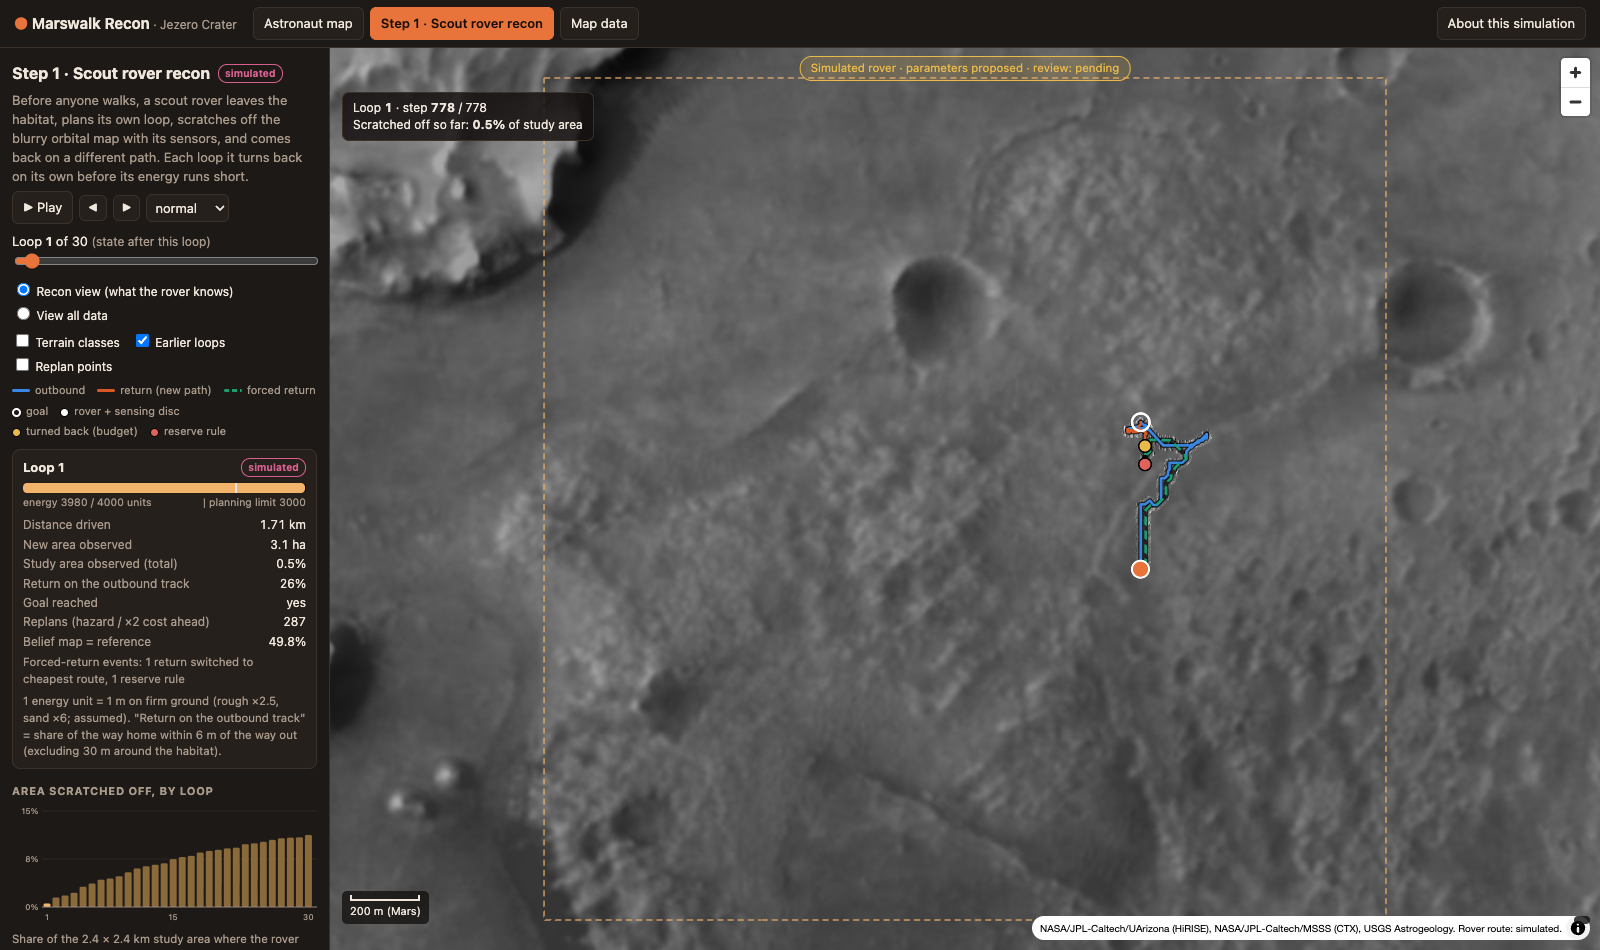 Marswalk Recon · Jezero Crater
Astronaut map
Step 1 · Scout rover recon
Map data
About this simulation
Step 1 · Scout rover recon
simulated
Before anyone walks, a scout rover leaves the
habitat, plans its own loop, scratches off the
blurry orbital map with its sensors, and comes
back on a different path. Each loop it turns back
on its own before its energy runs short.
Play
normal
Loop 1 of 30 (state after this loop)
Recon view (what the rover knows)
View all data
Terrain classes
Earlier loops
Replan points
outbound
return (new path)
forced return
goal
rover + sensing disc
turned back (budget)
reserve rule
Loop 1
simulated
energy 3980 / 4000 units
| planning limit 3000
Distance driven 1.71 km
New area observed 3.1 ha
Study area observed (total) 0.5%
Return on the outbound track 26%
Goal reached yes
Replans (hazard / ×2 cost ahead) 287
Belief map = reference 49.8%
Forced-return events: 1 return switched to
cheapest route, 1 reserve rule
1 energy unit = 1 m on firm ground (rough ×2.5,
sand ×6; assumed). "Return on the outbound track"
= share of the way home within 6 m of the way out
(excluding 30 m around the habitat).
AREA SCRATCHED OFF, BY LOOP
15%
8%
0%
1
15
30
Share of the 2.4 × 2.4 km study area where the rover
Simulated rover · parameters proposed · review: pending
Loop 1 · step 778 / 778
Scratched off so far: 0.5% of study area
+
−
200 m (Mars)
NASA/JPL-Caltech/UArizona (HiRISE), NASA/JPL-Caltech/MSSS (CTX), USGS Astrogeology. Rover route: simulated.